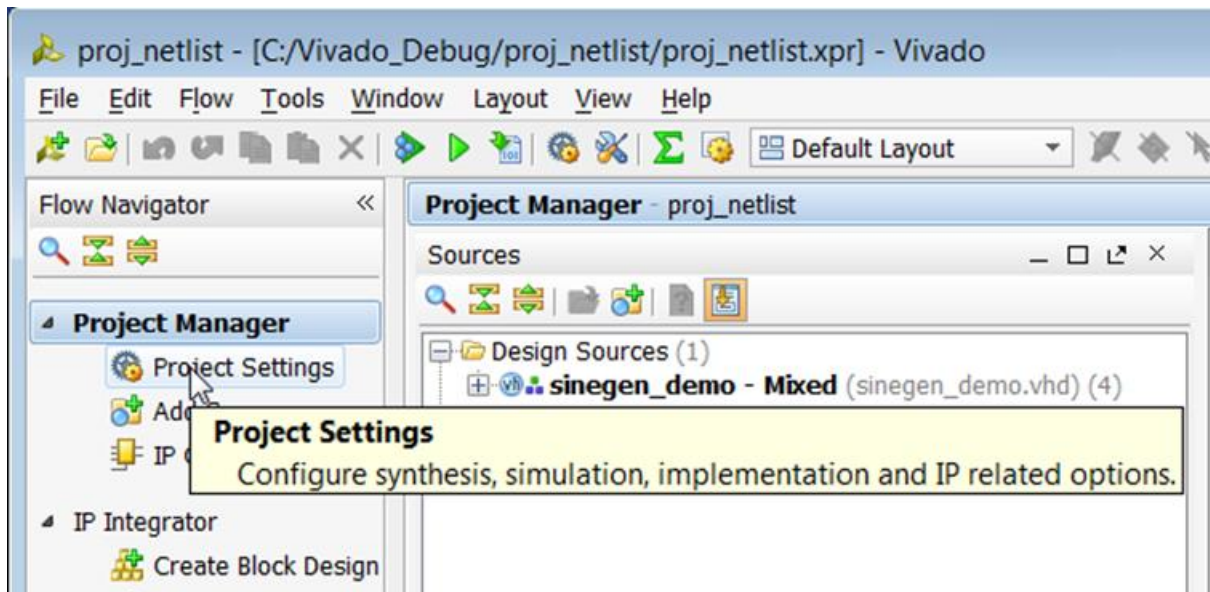 proj_netlist - [C:/Vivado_Debug/proj_netlist/proj_netlist.xpr] - Vivado
File Edit Flow Tools Window Layout View Help
Default Layout
Flow Navigator
Project Manager - proj_netlist
Sources
Project Manager
Project Settings
Design Sources (1)
sinegen_demo - Mixed (sinegen_demo.vhd) (4)
Project Settings
Configure synthesis, simulation, implementation and IP related options.
IP
IP Integrator
Create Block Design